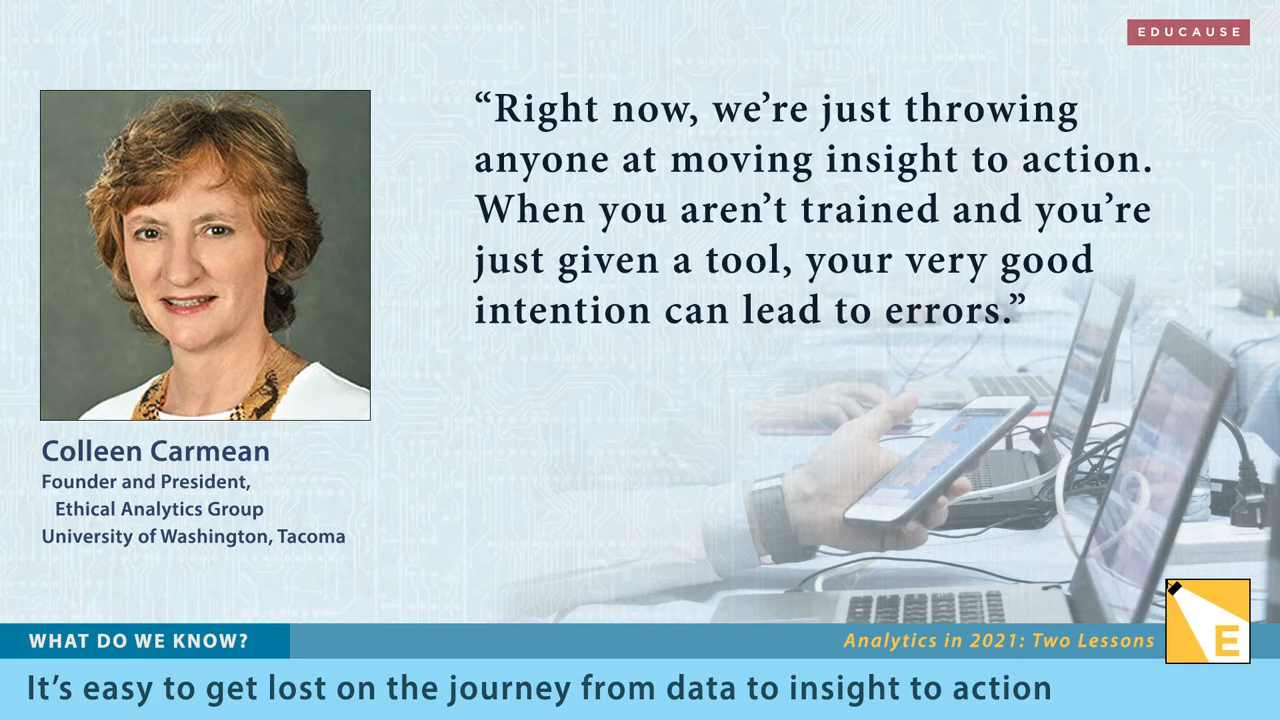 EDUCAUSE
“Right now, we’re just throwing
anyone at moving insight to action.
When you aren’t trained and you’re
just given a tool, your very good
intention can lead to errors.”
Colleen Carmean
Founder and President,
Ethical Analytics Group
University of Washington, Tacoma
WHAT DO WE KNOW?
Analytics in 2021: Two Lessons
E
It’s easy to get lost on the journey from data to insight to action